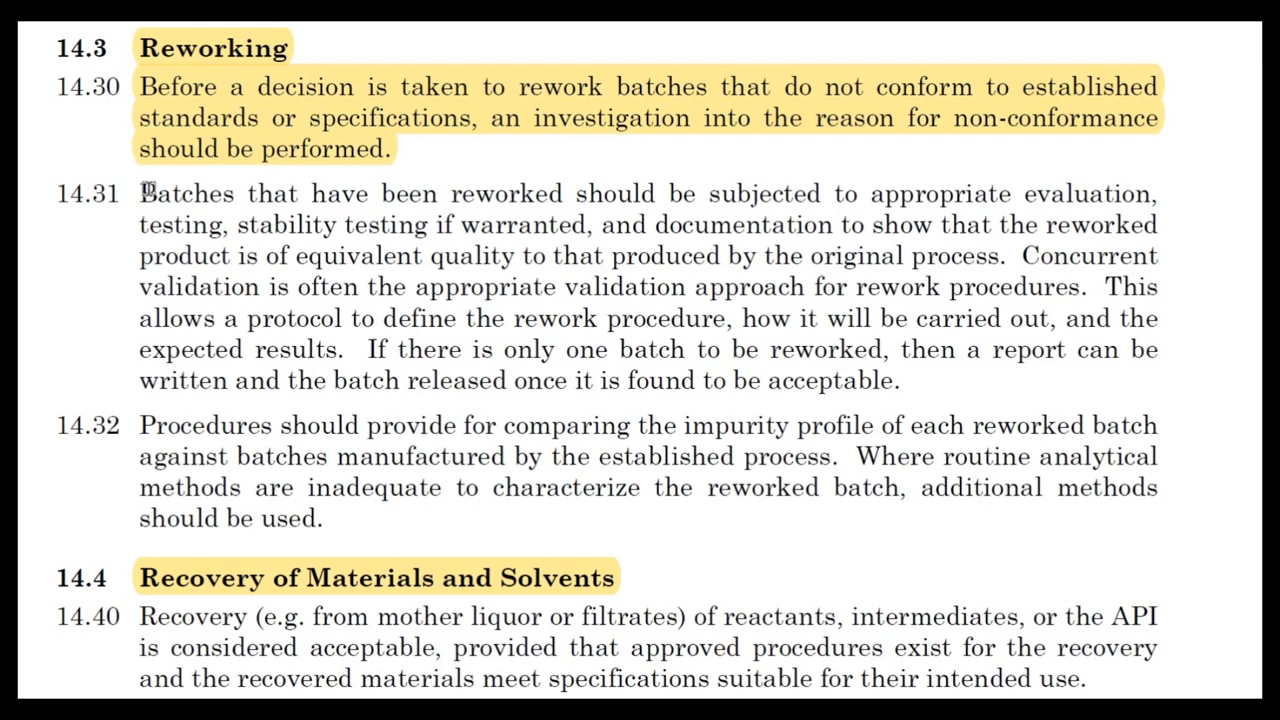 14.3 Reworking
14.30 Before a decision is taken to rework batches that do not conform to established
standards or specifications, an investigation into the reason for non-conformance
should be performed.
14.31 Batches that have been reworked should be subjected to appropriate evaluation,
testing, stability testing if warranted, and documentation to show that the reworked
product is of equivalent quality to that produced by the original process. Concurrent
validation is often the appropriate validation approach for rework procedures. This
allows a protocol to define the rework procedure, how it will be carried out, and the
expected results. If there is only one batch to be reworked, then a report can be
written and the batch released once it is found to be acceptable.
14.32 Procedures should provide for comparing the impurity profile of each reworked batch
against batches manufactured by the established process. Where routine analytical
methods are inadequate to characterize the reworked batch, additional methods
should be used.
14.4 Recovery of Materials and Solvents
14.40 Recovery (e.g. from mother liquor or filtrates) of reactants, intermediates, or the API
is considered acceptable, provided that approved procedures exist for the recovery
and the recovered materials meet specifications suitable for their intended use.